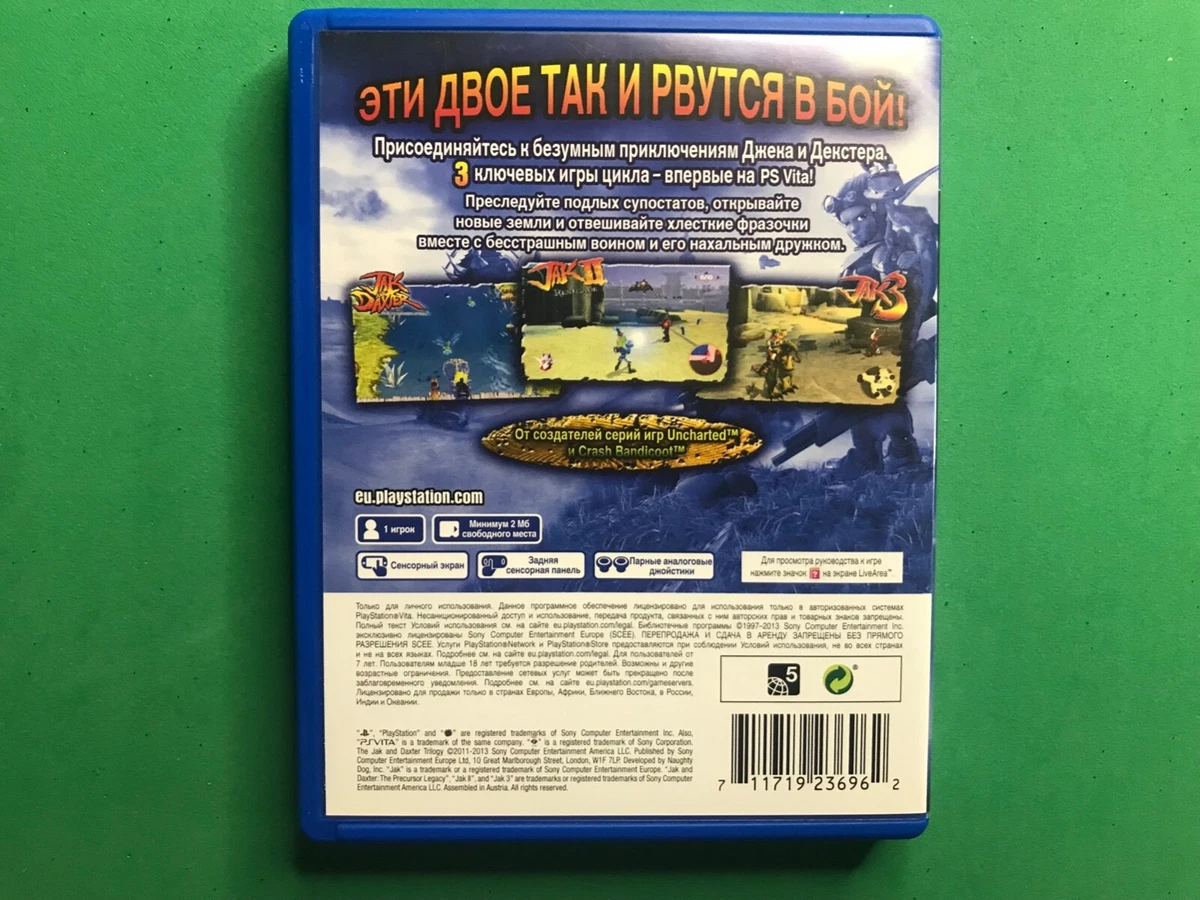 ЭТИ ДВОЕ ТАК И РВУТСЯ В БОЙ!
Присоединяйтесь к безумным приключениям Джека и Декстера.
3 ключевых игры цикла – впервые на PS Vita!
Преследуйте подлых супостатов, открывайте
новые земли и отвешивайте хлесткие фразочки
вместе с бесстрашным воином и его нахальным дружком.
JAK
DAXTER
JAK II
JAK 3
От создателей серий игр Uncharted™
и Crash Bandicoot™
eu.playstation.com
1 игрок
Минимум 2 Мб
свободного места
Сенсорный экран
Задняя
сенсорная панель
Парные аналоговые
джойстики
Для просмотра руководства к игре
нажмите значок ? на экране LiveArea™
Только для личного использования. Данное программное обеспечение лицензировано для использования только в авторизованных системах
PlayStation®Vita. Несанкционированный доступ и использование, передача продукта, связанных с ним авторских прав и товарных знаков запрещены.
Полный текст Условий использования см. на сайте eu.playstation.com/legal. Библиотечные программы ©1997-2013 Sony Computer Entertainment Inc.
эксклюзивно лицензированы Sony Computer Entertainment Europe (SCEE). ПЕРЕПРОДАЖА И СДАЧА В АРЕНДУ ЗАПРЕЩЕНЫ БЕЗ ПРЯМОГО
РАЗРЕШЕНИЯ SCEE. Услуги PlayStation®Network и PlayStation®Store предоставляются при соблюдении Условий использования, не во всех странах
и не на всех языках. Подробнее см. на сайте eu.playstation.com/legal. Для пользователей от
7 лет. Пользователям младше 18 лет требуется разрешение родителей. Возможны и другие
возрастные ограничения. Предоставление сетевых услуг может быть прекращено после
заблаговременного уведомления. Подробнее см. на сайте eu.playstation.com/gameservers.
Лицензировано для продажи только в странах Европы, Африки, Ближнего Востока, в России,
Индии и Океании.
5
"PlayStation" and are registered trademarks of Sony Computer Entertainment Inc. Also,
"PSVITA" is a trademark of the same company. is a registered trademark of Sony Corporation.
The Jak and Daxter Trilogy ©2011-2013 Sony Computer Entertainment America LLC. Published by Sony
Computer Entertainment Europe Ltd, 10 Great Marlborough Street, London, W1F 7LP. Developed by Naughty
Dog, Inc. "Jak" is a trademark or a registered trademark of Sony Computer Entertainment Europe. "Jak and
Daxter: The Precursor Legacy", "Jak II", and "Jak 3" are trademarks or registered trademarks of Sony Computer
Entertainment America LLC. Assembled in Austria. All rights reserved.
7 11719 23696 2